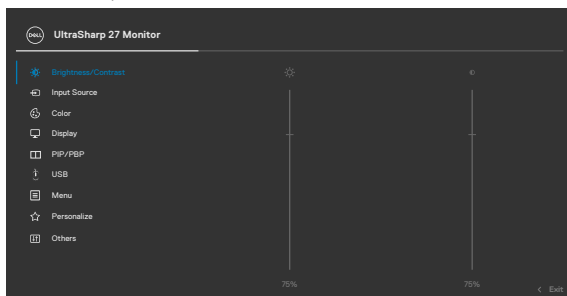 DELL UltraSharp 27 Monitor
Brightness/Contrast
Input Source
Color
Display
PIP/PBP
USB
Menu
Personalize
Others
75% 75%
Exit